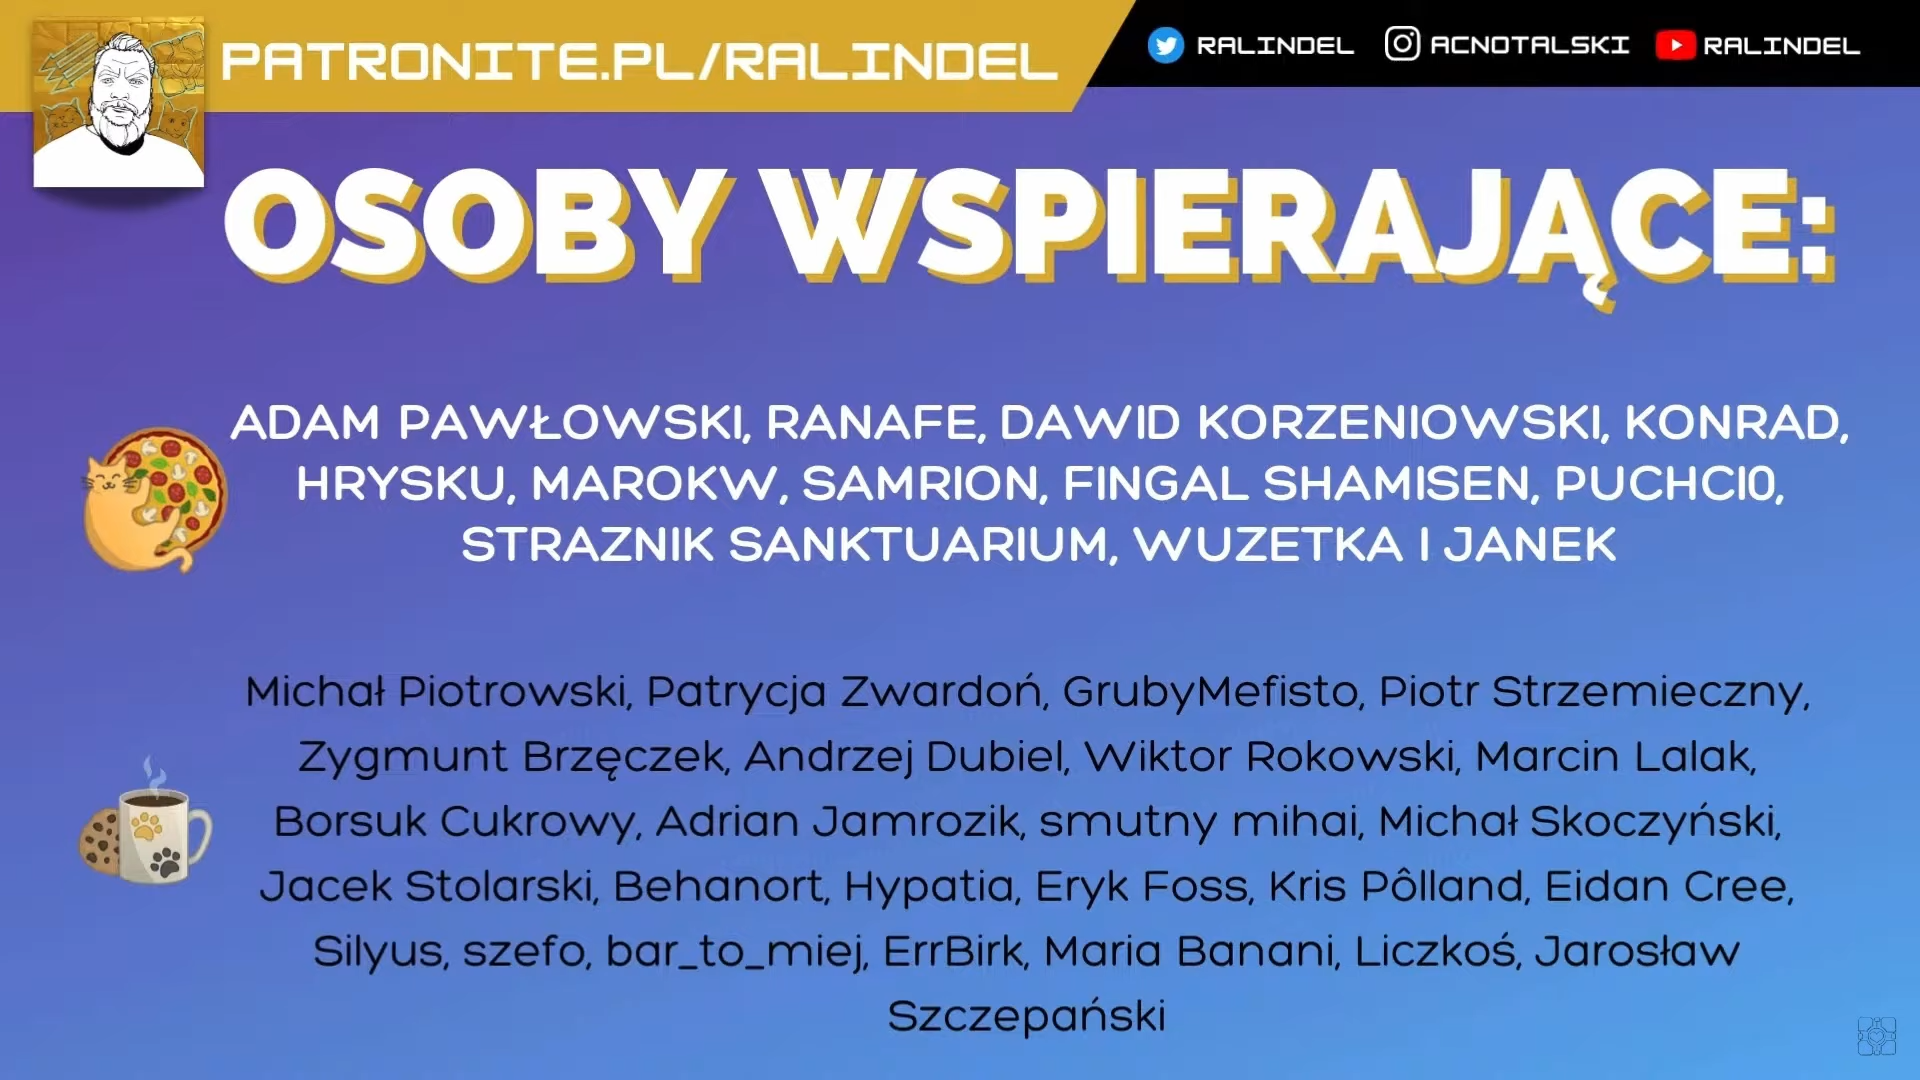 PATRONITE.PL/RALINDEL
RALINDEL
ACNOTALSKI
RALINDEL
OSOBY WSPIERAJĄCE:
ADAM PAWŁOWSKI, RANAFE, DAWID KORZENIOWSKI, KONRAD,
HRYSKU, MAROKW, SAMRION, FINGAL SHAMISEN, PUCHCI0,
STRAZNIK SANKTUARIUM, WUZETKA I JANEK
Michał Piotrowski, Patrycja Zwardoń, GrubyMefisto, Piotr Strzemieczny,
Zygmunt Brzęczek, Andrzej Dubiel, Wiktor Rokowski, Marcin Lalak,
Borsuk Cukrowy, Adrian Jamrozik, smutny mihai, Michał Skoczyński,
Jacek Stolarski, Behanort, Hypatia, Eryk Foss, Kris Pôlland, Eidan Cree,
Silyus, szefo, bar_to_miej, ErrBirk, Maria Banani, Liczkoś, Jarosław
Szczepański